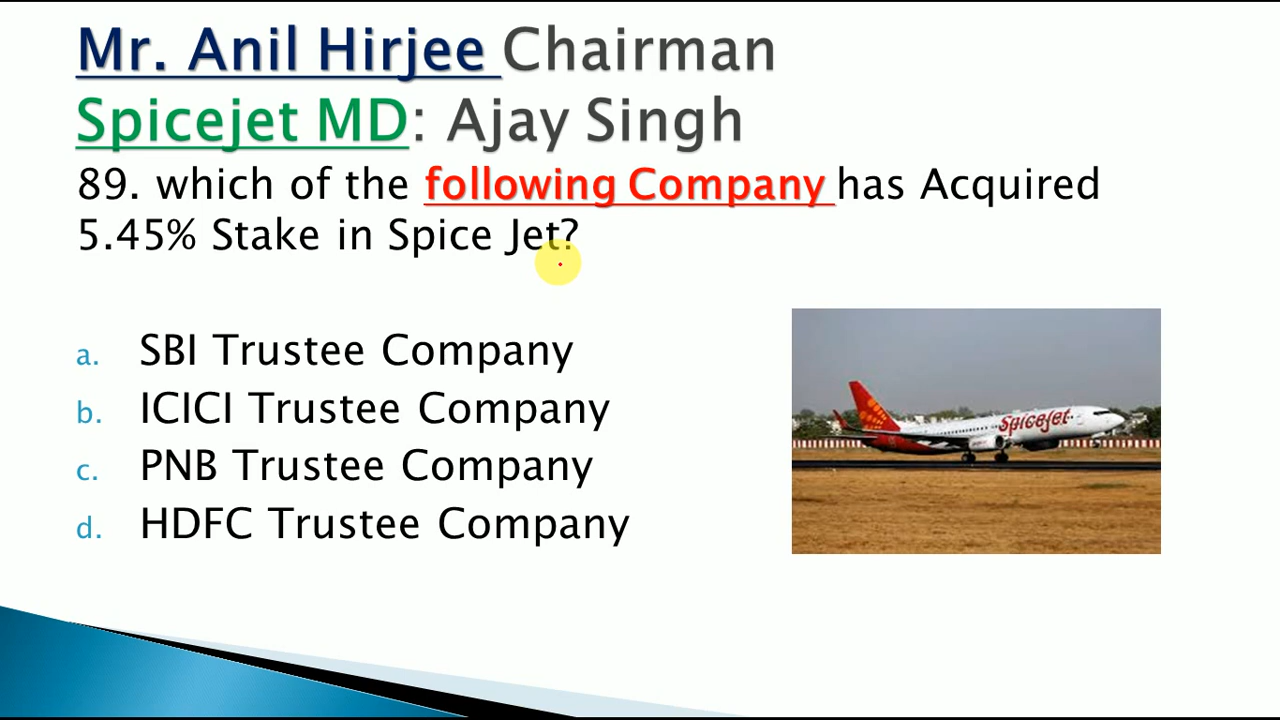 Mr. Anil Hirjee Chairman
Spicejet MD: Ajay Singh
89. which of the following Company has Acquired
5.45% Stake in Spice Jet?
a. SBI Trustee Company
b. ICICI Trustee Company
c. PNB Trustee Company
d. HDFC Trustee Company
Spicejet